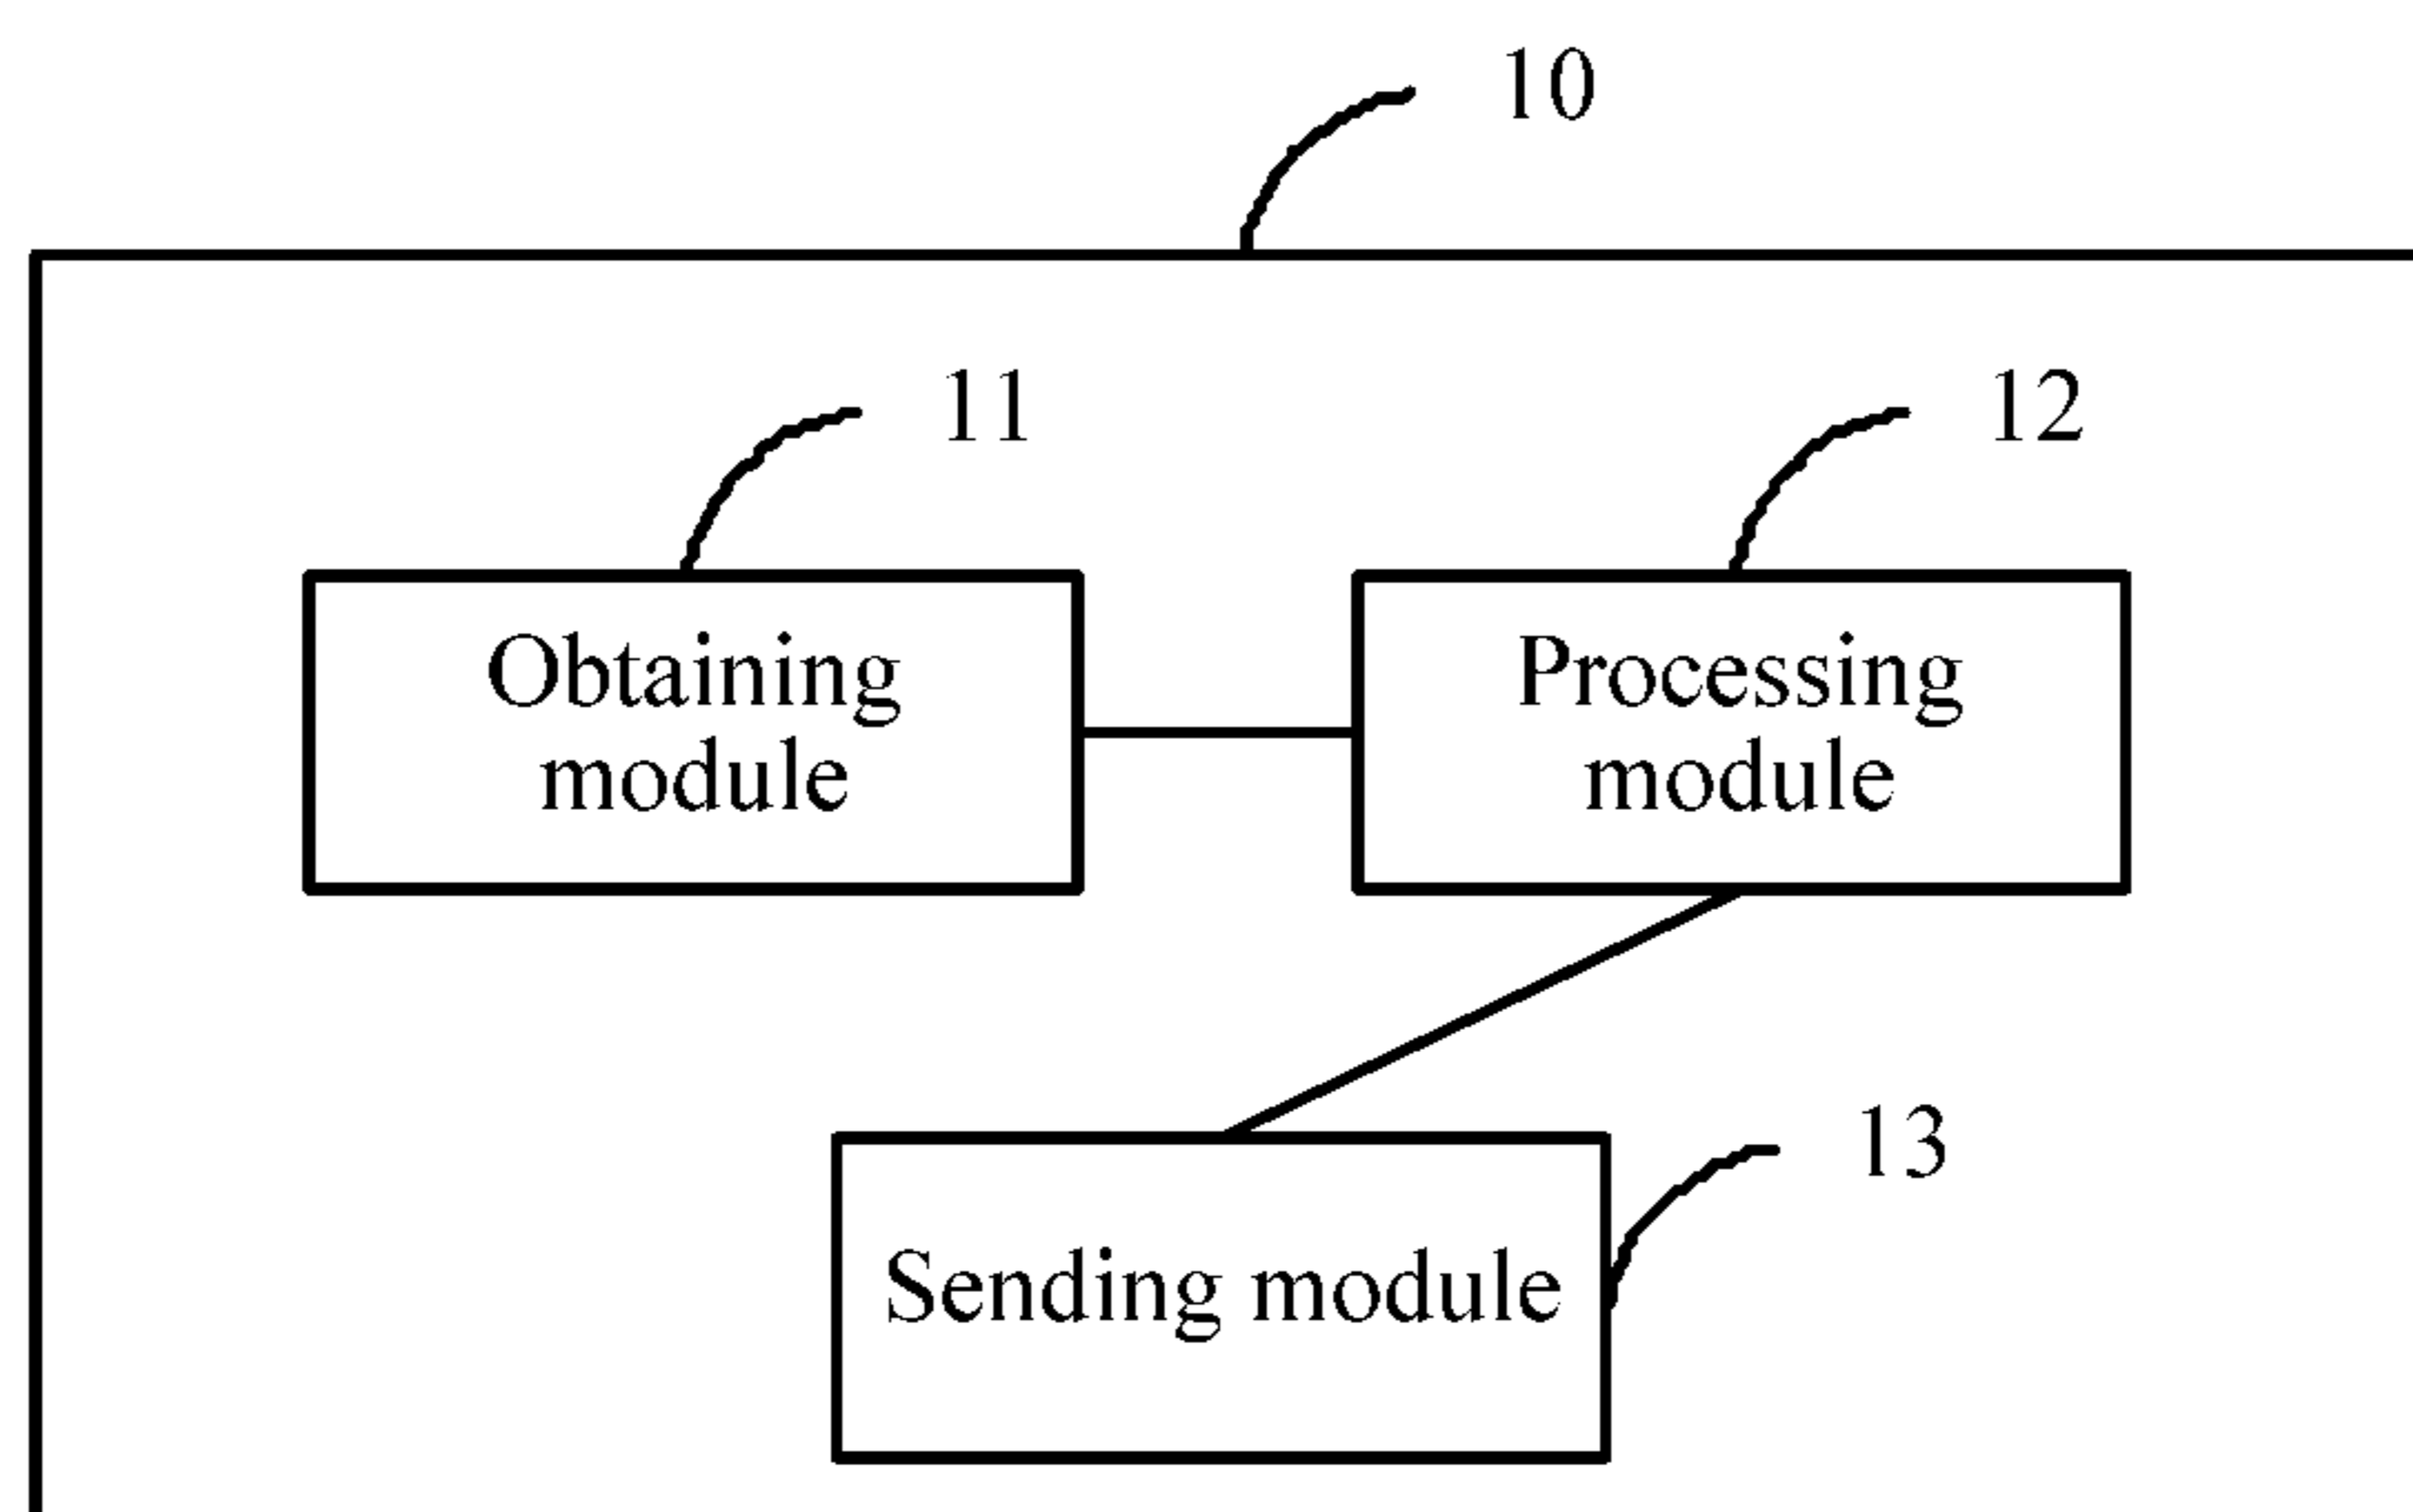 10
11
12
Obtaining
module
Processing
module
13
Sending module